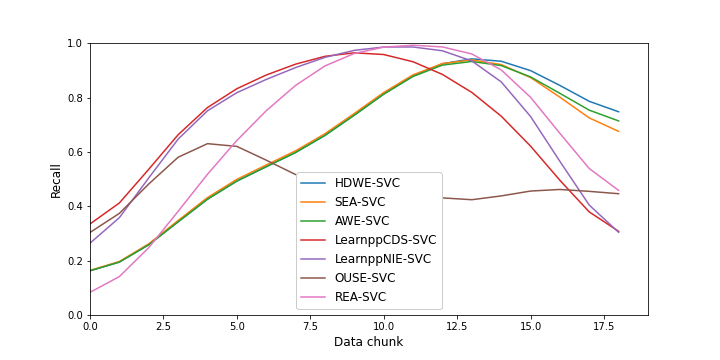 1.0
0.8
0.6
0.4
0.2
0.0
Recall
HDWE-SVC
SEA-SVC
AWE-SVC
LearnppCDS-SVC
LearnppNIE-SVC
OUSE-SVC
REA-SVC
0.0 2.5 5.0 7.5 10.0 12.5 15.0 17.5
Data chunk